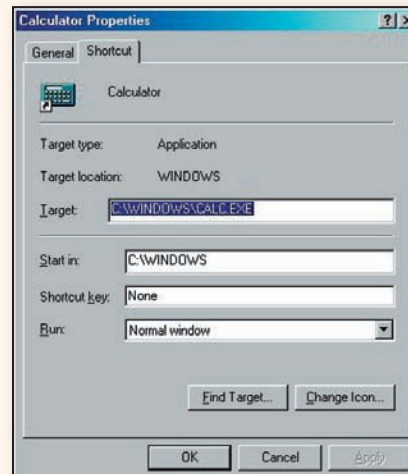 Calculator Properties
General Shortcut
Calculator
Target type: Application
Target location: WINDOWS
Target: C:\WINDOWS\CALC.EXE
Start in: C:\WINDOWS
Shortcut key: None
Run: Normal window
Find Target... Change Icon...
OK Cancel Apply